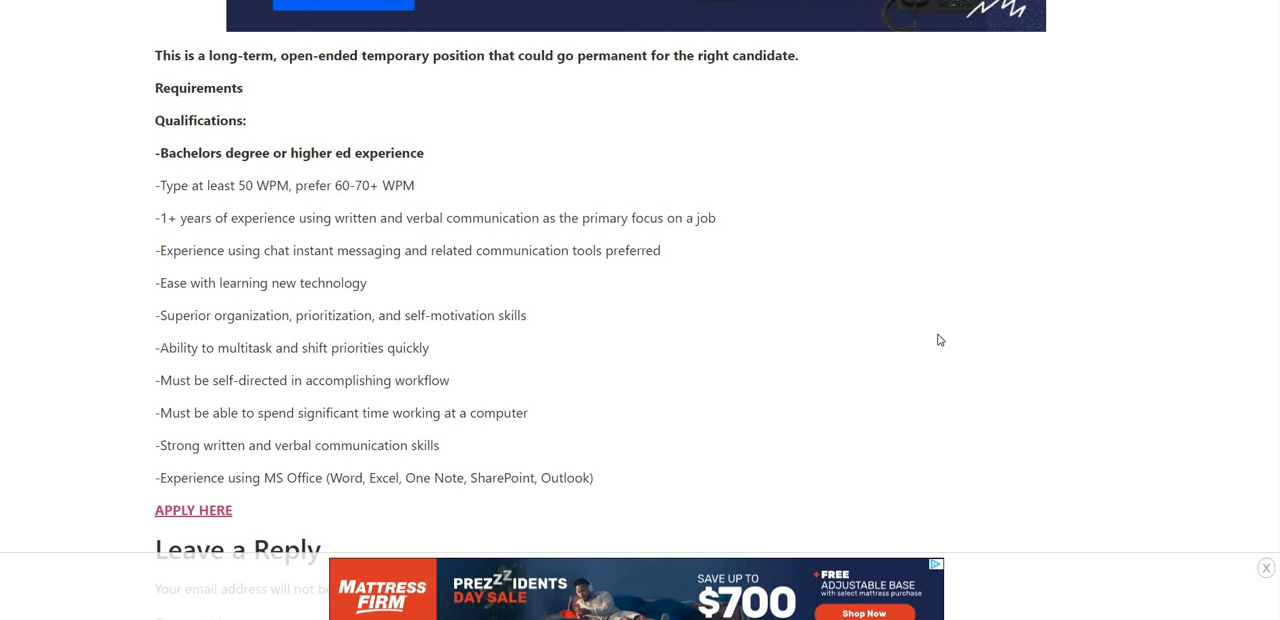 This is a long-term, open-ended temporary position that could go permanent for the right candidate.
Requirements
Qualifications:
-Bachelors degree or higher ed experience
-Type at least 50 WPM, prefer 60-70+ WPM
-1+ years of experience using written and verbal communication as the primary focus on a job
-Experience using chat instant messaging and related communication tools preferred
-Ease with learning new technology
-Superior organization, prioritization, and self-motivation skills
-Ability to multitask and shift priorities quickly
-Must be self-directed in accomplishing workflow
-Must be able to spend significant time working at a computer
-Strong written and verbal communication skills
-Experience using MS Office (Word, Excel, One Note, SharePoint, Outlook)
APPLY HERE
Leave a Reply
Your email address will not be
MATTRESS
FIRM
PREZZZIDENTS
DAY SALE
SAVE UP TO
$700
+FREE
ADJUSTABLE BASE
with select mattress purchase
Shop Now
X